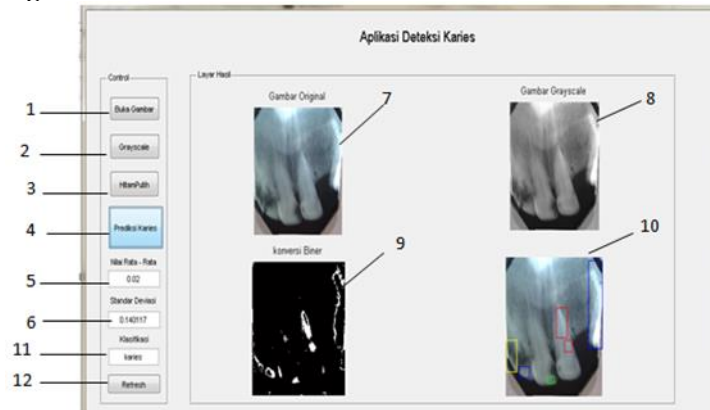 Aplikasi Deteksi Karies
Control
Layar Hasil
1
Buka Gambar
Gambar Original
7
Gambar Grayscale
8
2
Grayscale
3
HitamPutih
4
Prediksi Karies
konversi Biner
9
10
Nilai Rata - Rata
5
0.02
Standar Deviasi
6
0.140117
Klasifikasi
11
karies
12
Refresh